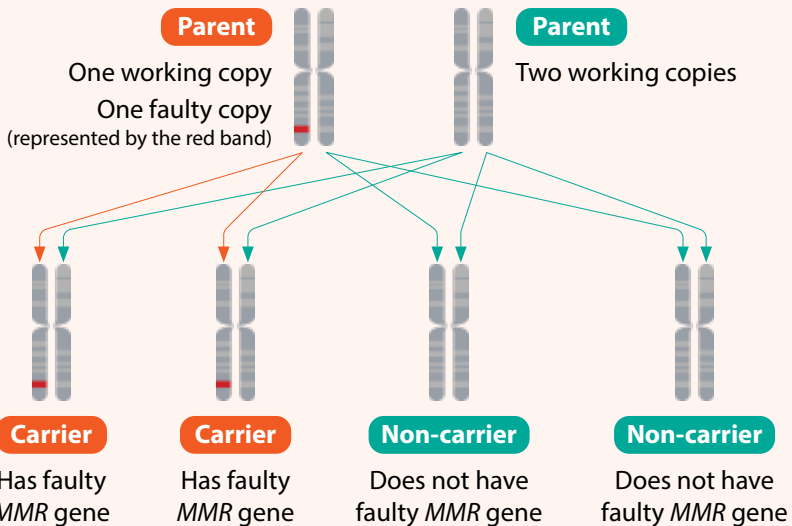 Parent
One working copy
One faulty copy
(represented by the red band)
Parent
Two working copies
Carrier
Has faulty
MMR gene
Carrier
Has faulty
MMR gene
Non-carrier
Does not have
faulty MMR gene
Non-carrier
Does not have
faulty MMR gene